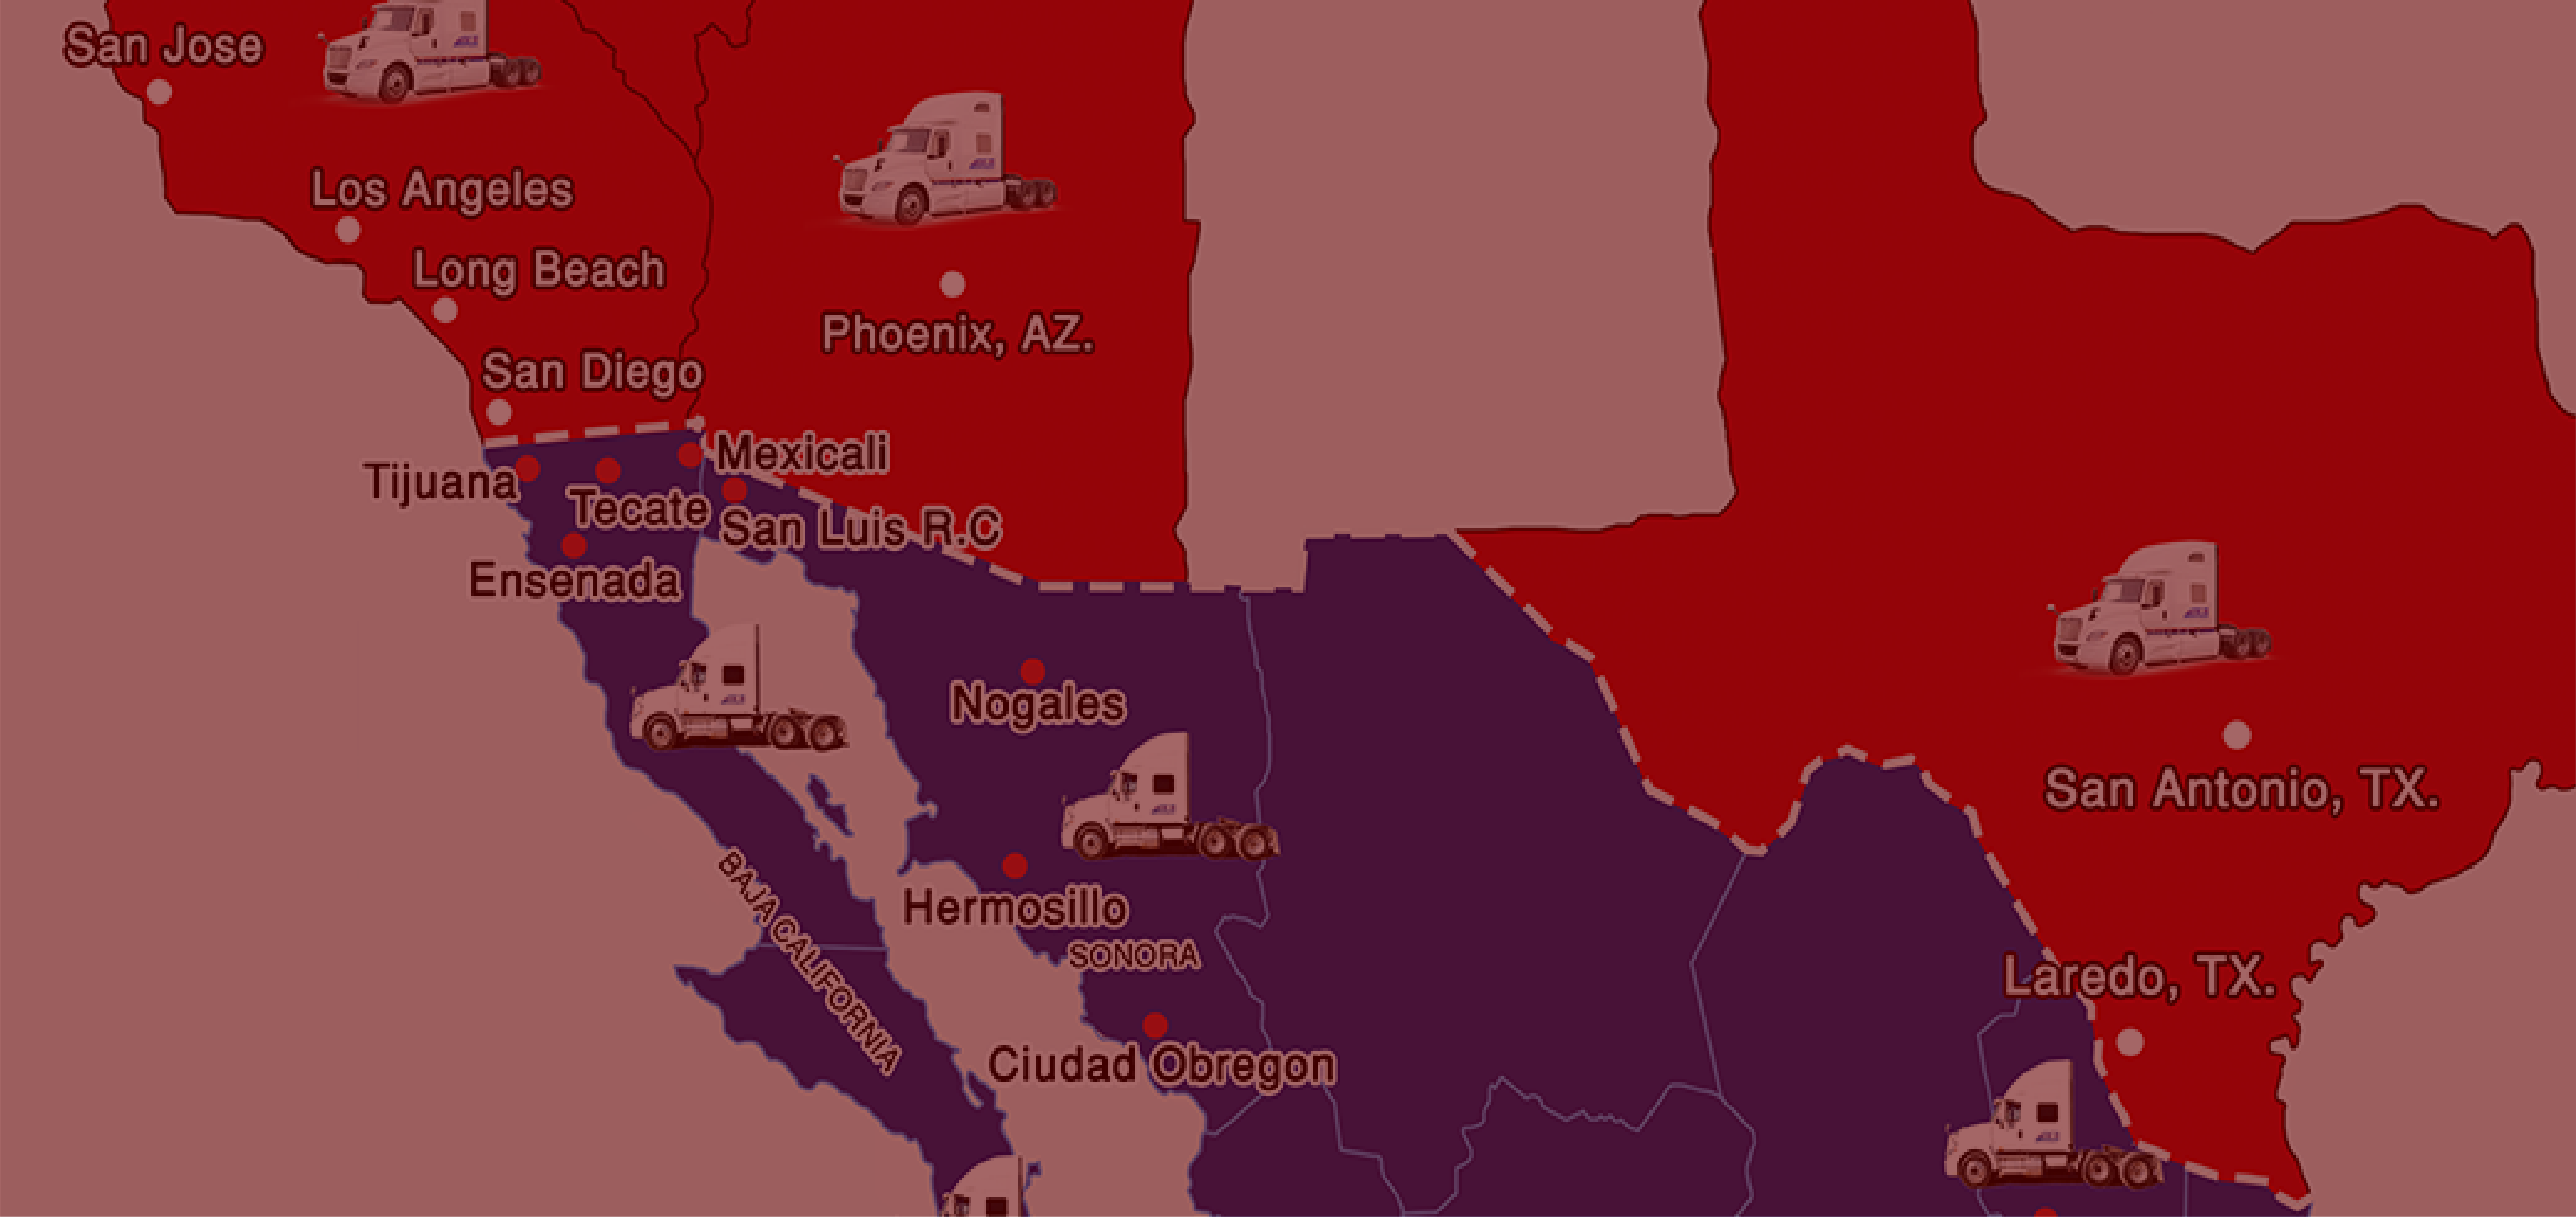 San Jose
Los Angeles
Long Beach
San Diego
Phoenix, AZ.
Mexicali
Tijuana
Tecate
San Luis R.C
Ensenada
Nogales
San Antonio, TX.
Hermosillo
BAJA CALIFORNIA
SONORA
Laredo, TX.
Ciudad Obregon